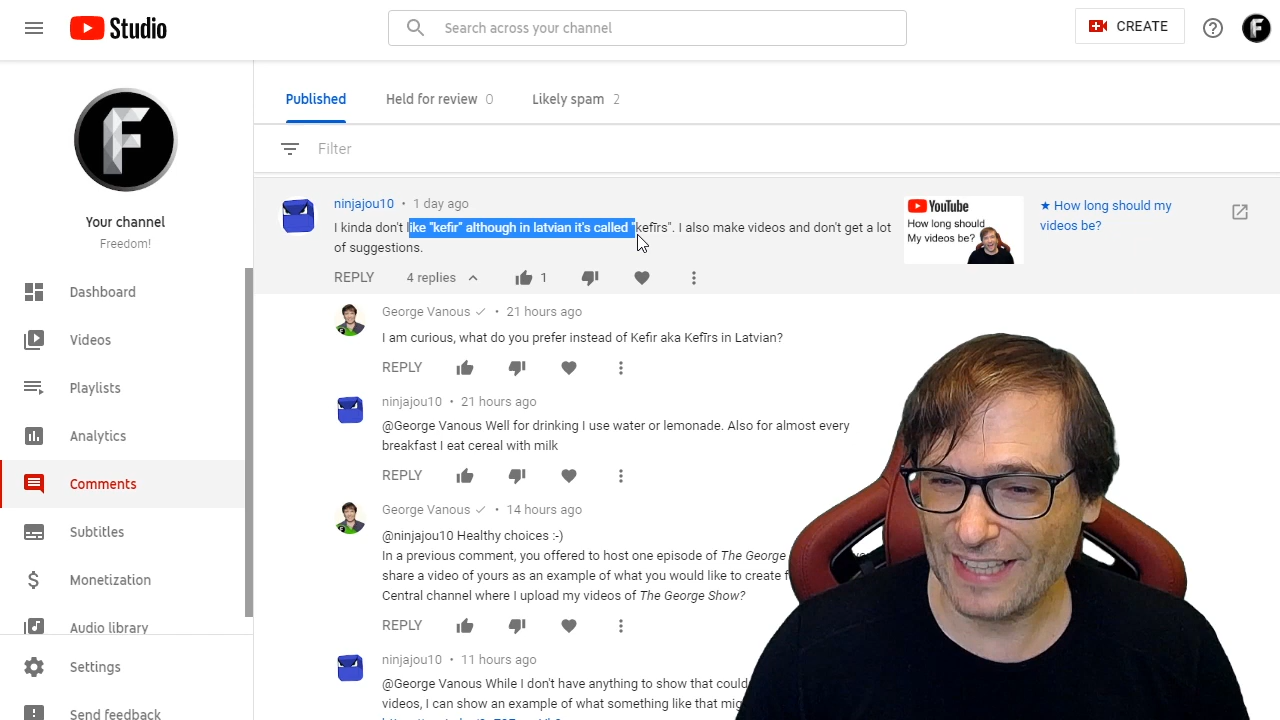 Studio
Search across your channel
CREATE
F
F
Your channel
Freedom!
Dashboard
Videos
Playlists
Analytics
Comments
Subtitles
Monetization
Audio library
Settings
Send feedback
Published
Held for review 0
Likely spam 2
Filter
ninjajou10 • 1 day ago
I kinda don't like "kefir" although in latvian it's called "kefīrs". I also make videos and don't get a lot
of suggestions.
REPLY 4 replies 1
YouTube
How long should
My videos be?
★ How long should my
videos be?
George Vanous • 21 hours ago
I am curious, what do you prefer instead of Kefir aka Kefīrs in Latvian?
REPLY
ninjajou10 • 21 hours ago
@George Vanous Well for drinking I use water or lemonade. Also for almost every
breakfast I eat cereal with milk
REPLY
George Vanous • 14 hours ago
@ninjajou10 Healthy choices :-)
In a previous comment, you offered to host one episode of The George
share a video of yours as an example of what you would like to create
Central channel where I upload my videos of The George Show?
REPLY
ninjajou10 • 11 hours ago
@George Vanous While I don't have anything to show that could
videos, I can show an example of what something like that